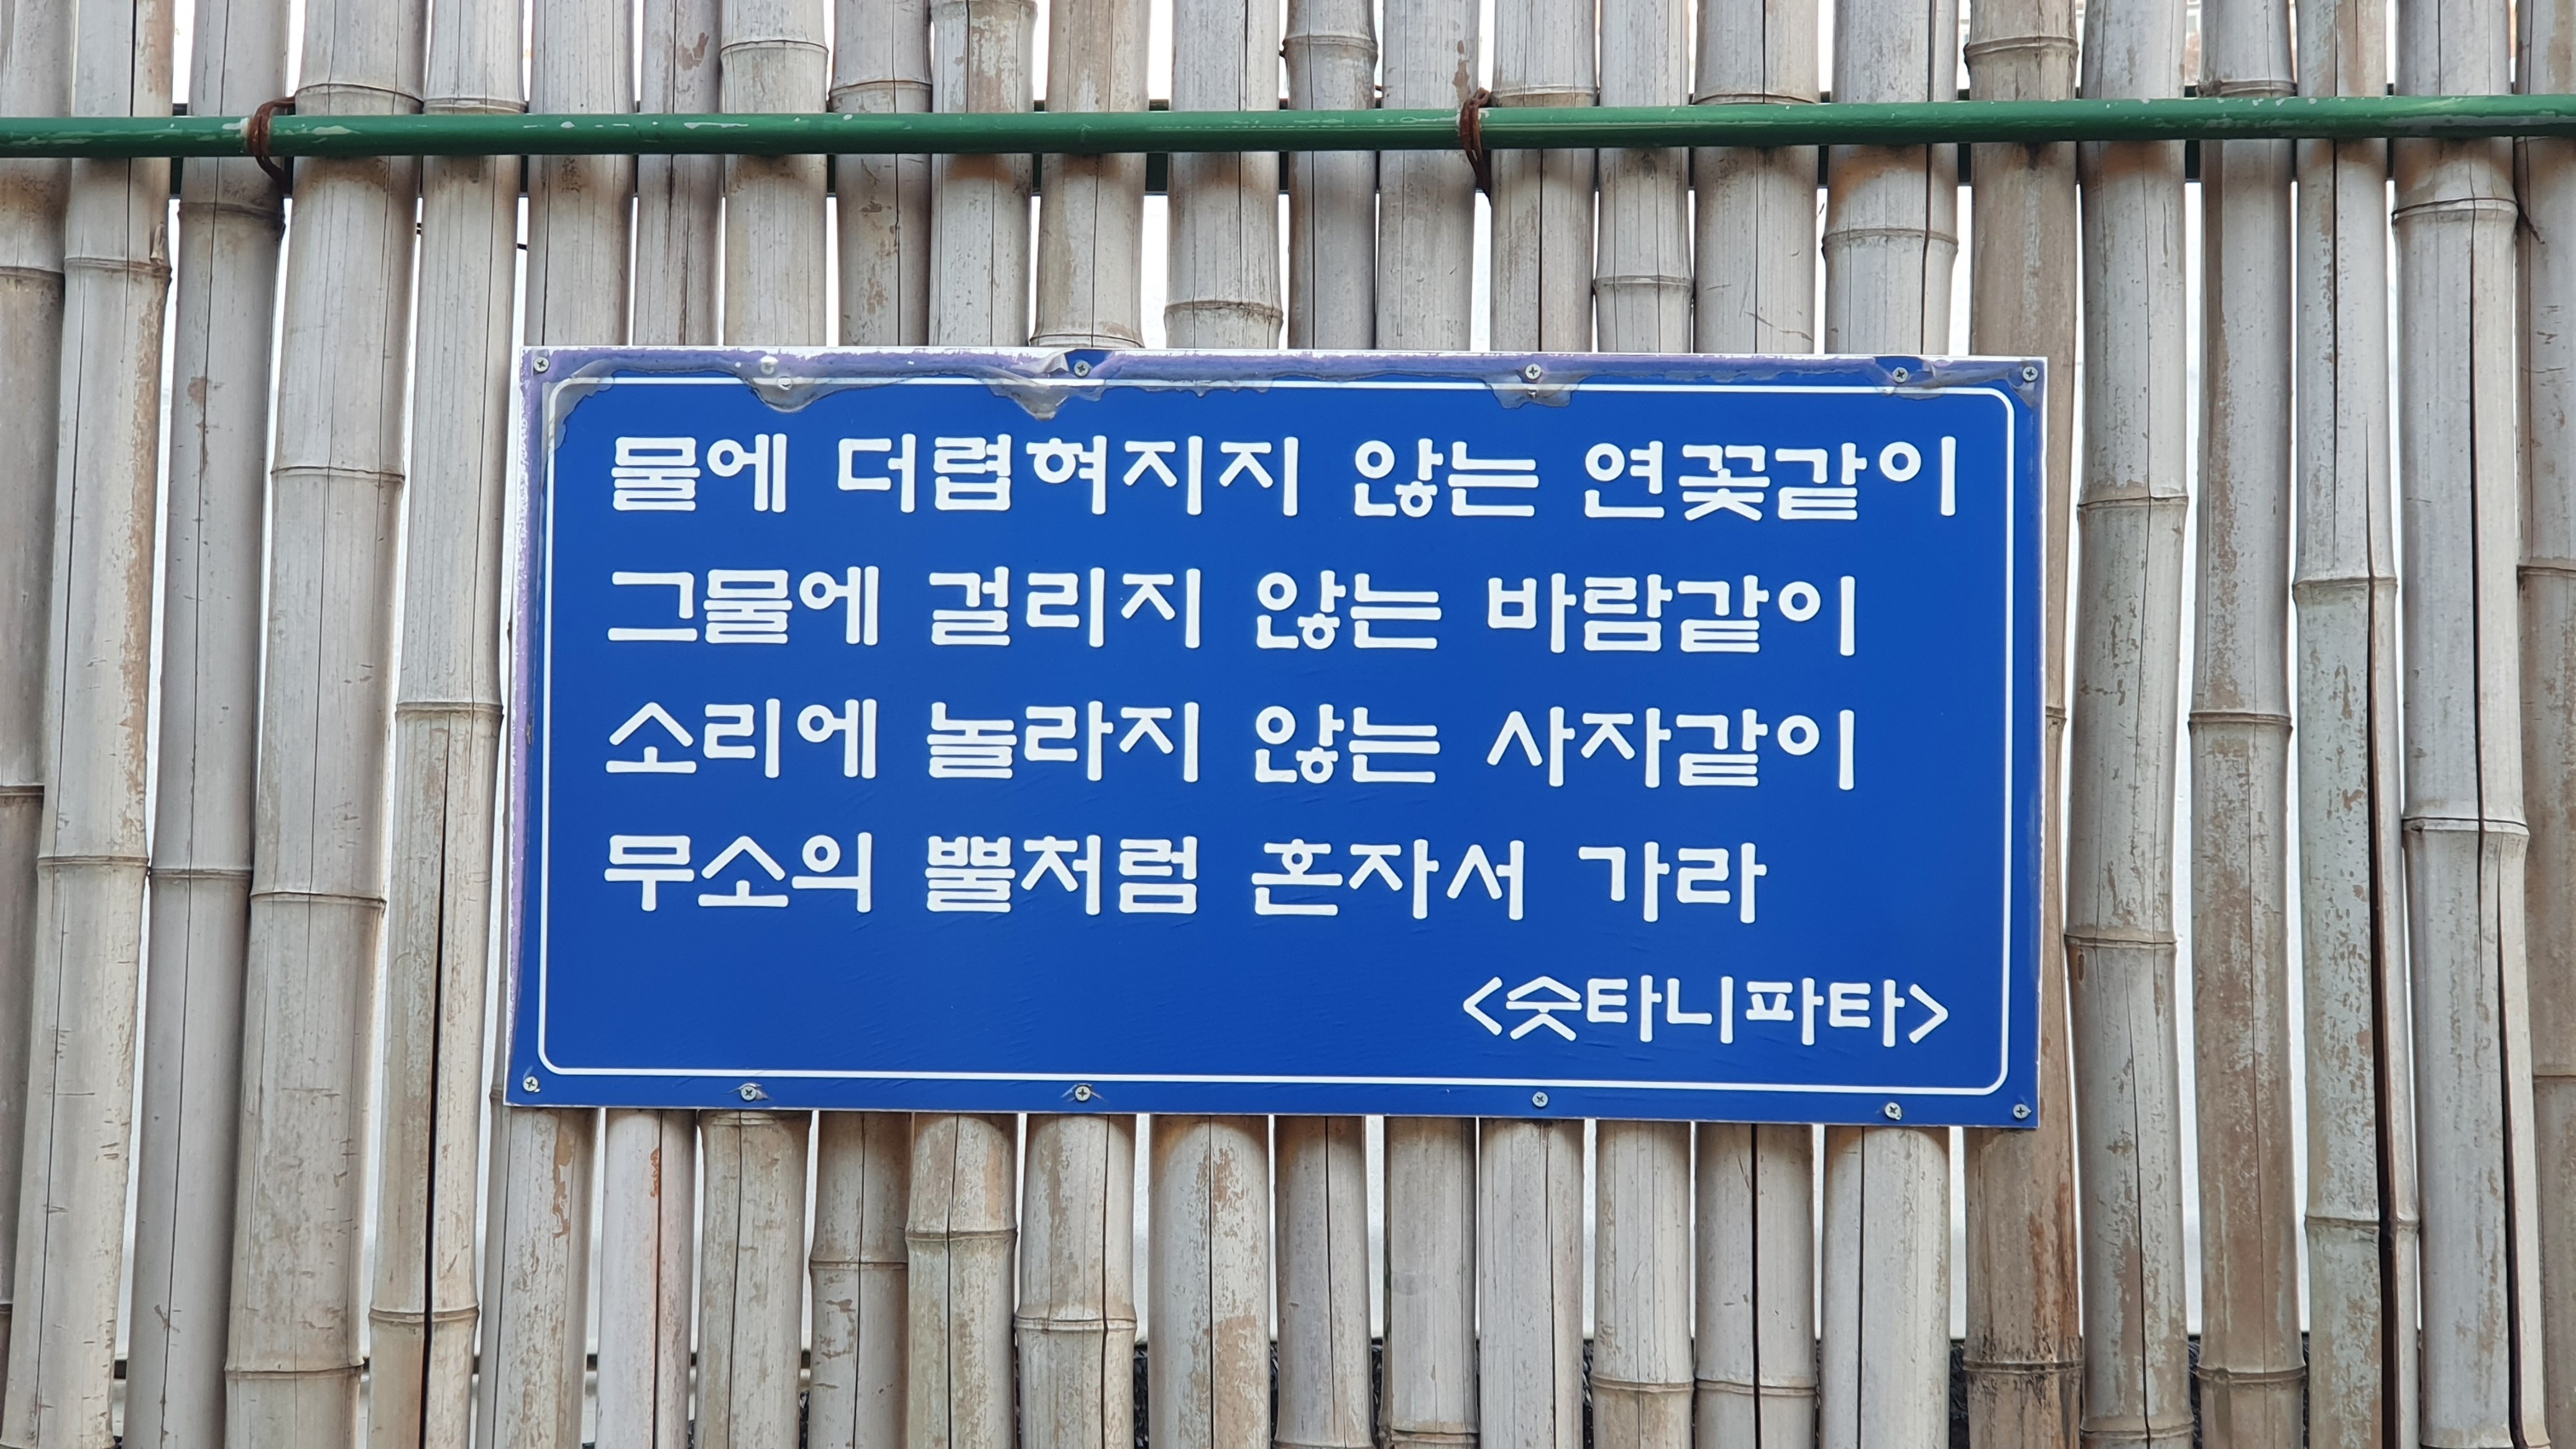 물에 더렵혀지지 않는 연꽃같이
그물에 걸리지 않는 바람같이
소리에 놀라지 않는 사자같이
무소의 뿔처럼 혼자서 가라
<숫타니파타>